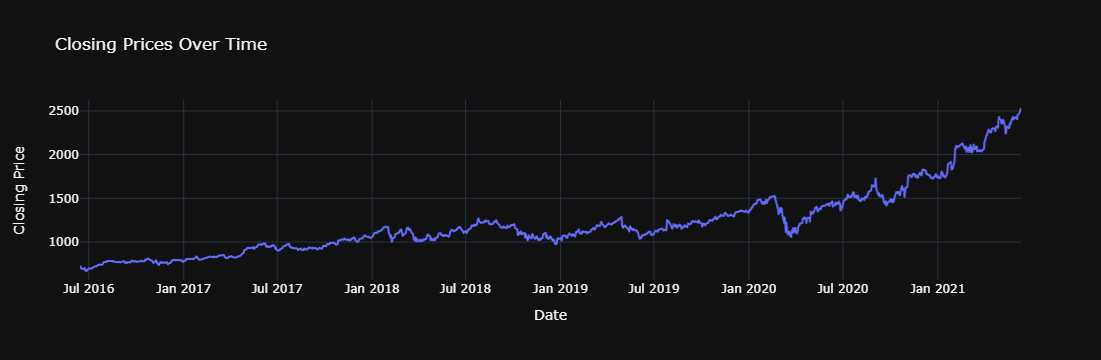 Closing Prices Over Time
Closing Price
2500
2000
1500
1000
Jul 2016
Jan 2017
Jul 2017
Jan 2018
Jul 2018
Jan 2019
Jul 2019
Jan 2020
Jul 2020
Jan 2021
Date